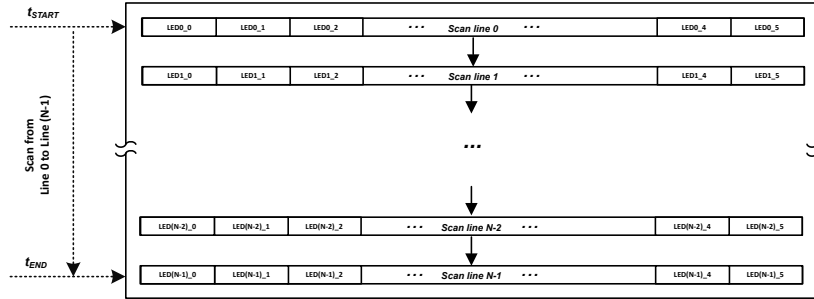 t_START
LED0_0 LED0_1 LED0_2 ... Scan line 0 ... LED0_4 LED0_5
LED1_0 LED1_1 LED1_2 ... Scan line 1 ... LED1_4 LED1_5
Scan from
Line 0 to Line (N-1)
...
LED(N-2)_0 LED(N-2)_1 LED(N-2)_2 ... Scan line N-2 ... LED(N-2)_4 LED(N-2)_5
t_END
LED(N-1)_0 LED(N-1)_1 LED(N-1)_2 ... Scan line N-1 ... LED(N-1)_4 LED(N-1)_5